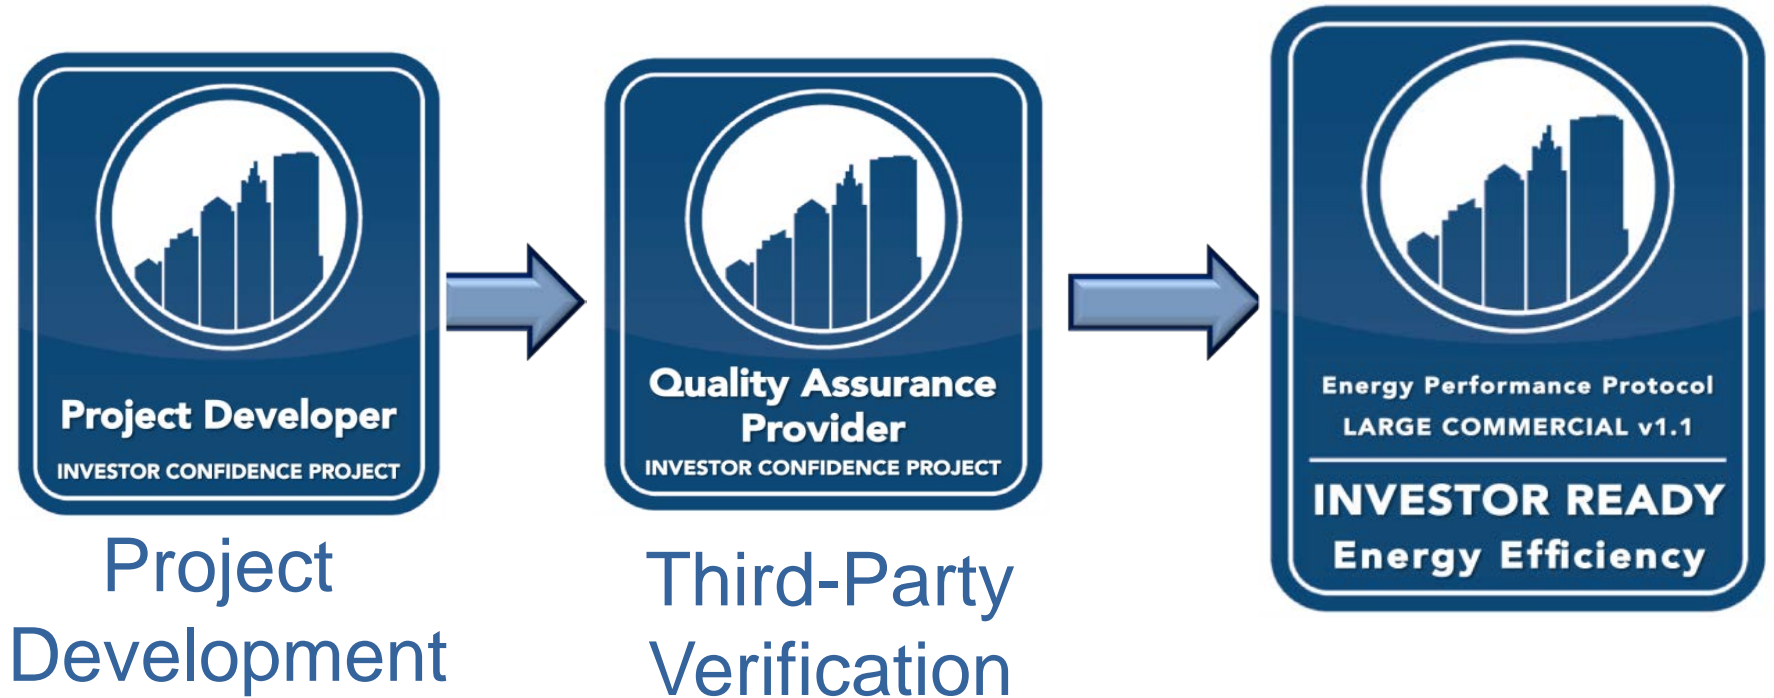 Project Developer
INVESTOR CONFIDENCE PROJECT
Project
Development
Quality Assurance
Provider
INVESTOR CONFIDENCE PROJECT
Third-Party
Verification
Energy Performance Protocol
LARGE COMMERCIAL v1.1
INVESTOR READY
Energy Efficiency